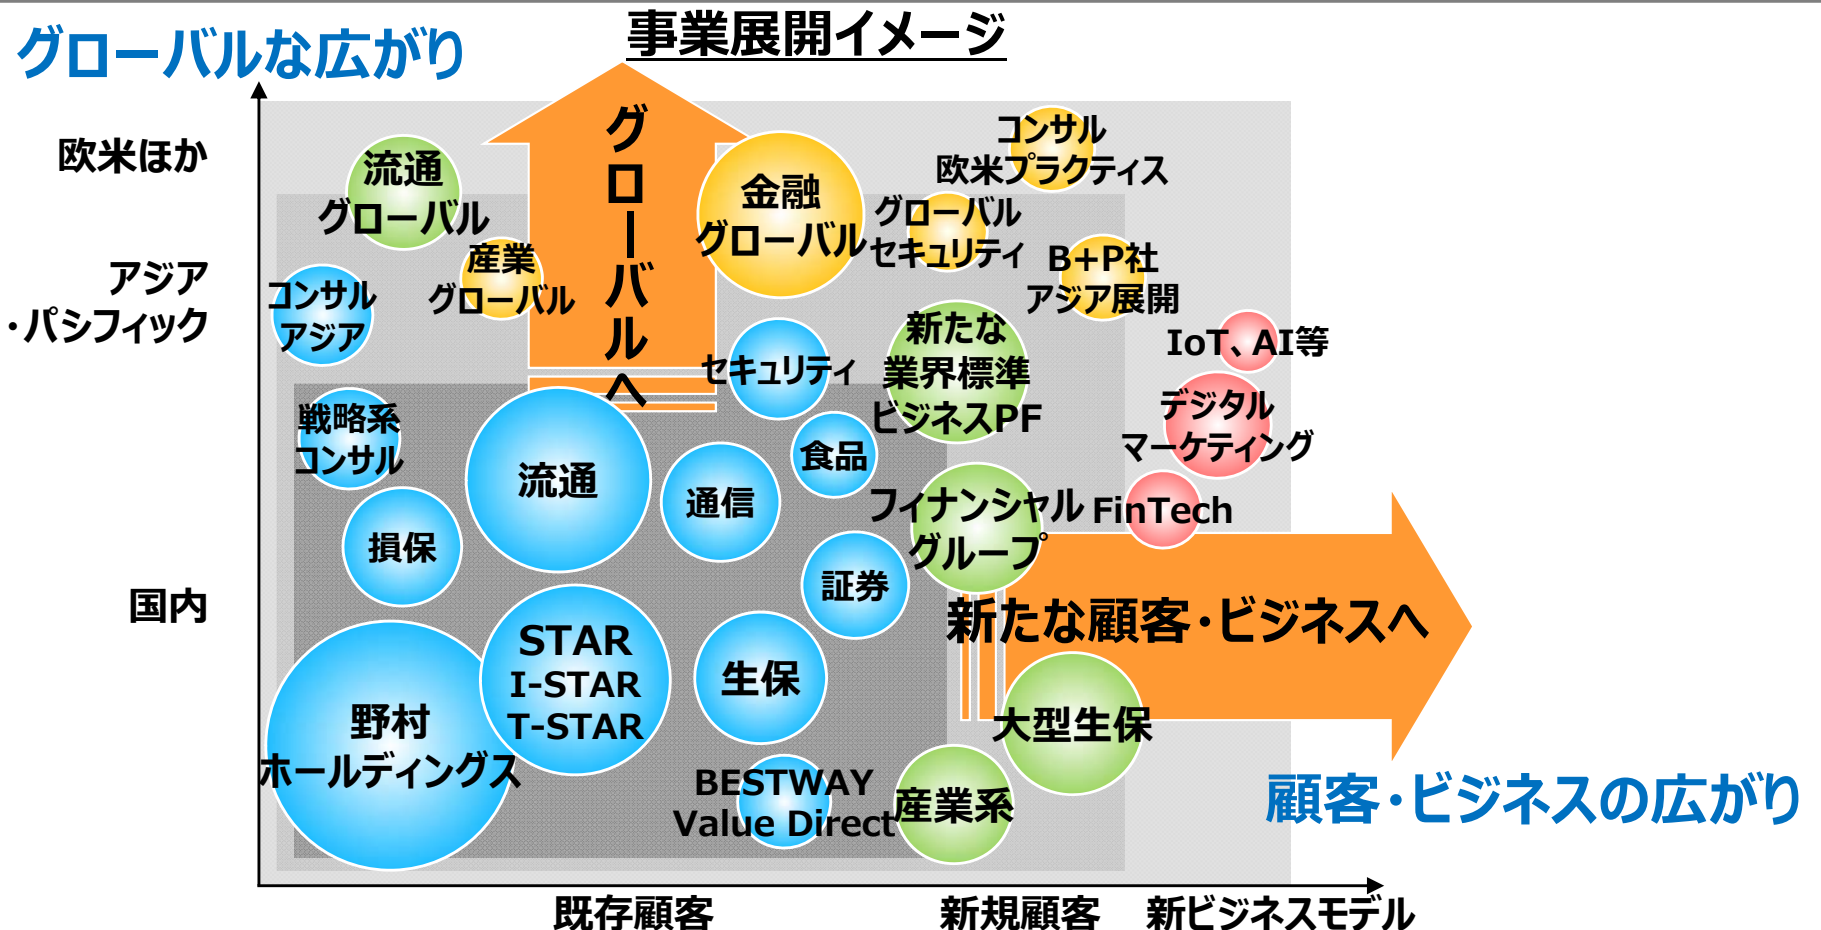 事業展開イメージ
グローバルな広がり
欧米ほか
アジア
・パシフィック
国内
グローバルへ
流通
グローバル
産業
グローバル
コンサル
アジア
金融
グローバル
コンサル
欧米プラクティス
グローバル
セキュリティ
B+P社
アジア展開
IoT、AI等
デジタル
マーケティング
FinTech
新たな
業界標準
ビジネスPF
セキュリティ
食品
戦略系
コンサル
流通
通信
損保
証券
フィナンシャル
グループ
新たな顧客・ビジネスへ
STAR
I-STAR
T-STAR
生保
野村
ホールディングス
大型生保
BESTWAY
Value Direct
産業系
顧客・ビジネスの広がり
既存顧客
新規顧客
新ビジネスモデル